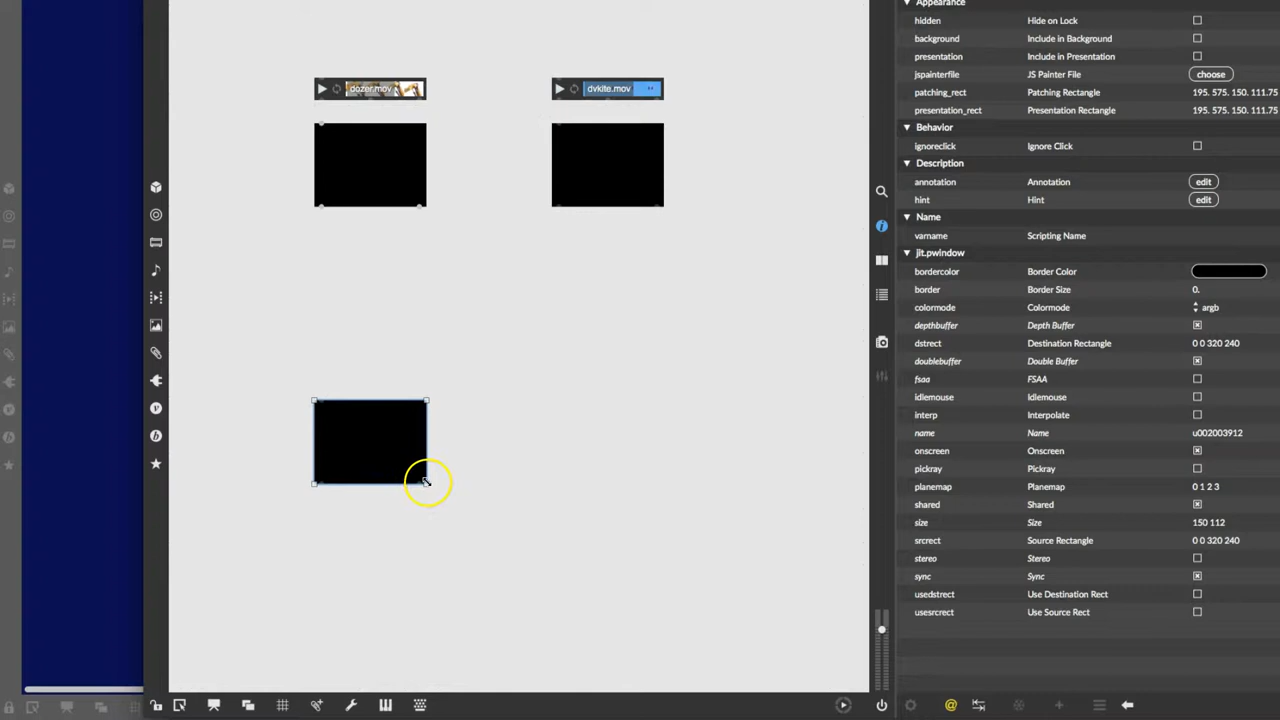 dozer.mov
dvkite.mov
Appearance
hidden Hide on Lock
background Include in Background
presentation Include in Presentation
jspainterfile JS Painter File choose
patching_rect Patching Rectangle 195. 575. 150. 111.75
presentation_rect Presentation Rectangle 195. 575. 150. 111.75
Behavior
ignoreclick Ignore Click
Description
annotation Annotation edit
hint Hint edit
Name
varname Scripting Name
jit.pwindow
bordercolor Border Color
border Border Size 0.
colormode Colormode argb
depthbuffer Depth Buffer
dstrect Destination Rectangle 0 0 320 240
doublebuffer Double Buffer
fsaa FSAA
idlemouse Idlemouse
interp Interpolate
name Name u002003912
onscreen Onscreen
pickray Pickray
planemap Planemap 0 1 2 3
shared Shared
size Size 150 112
srcrect Source Rectangle 0 0 320 240
stereo Stereo
sync Sync
usedstrect Use Destination Rect
usesrcrect Use Source Rect